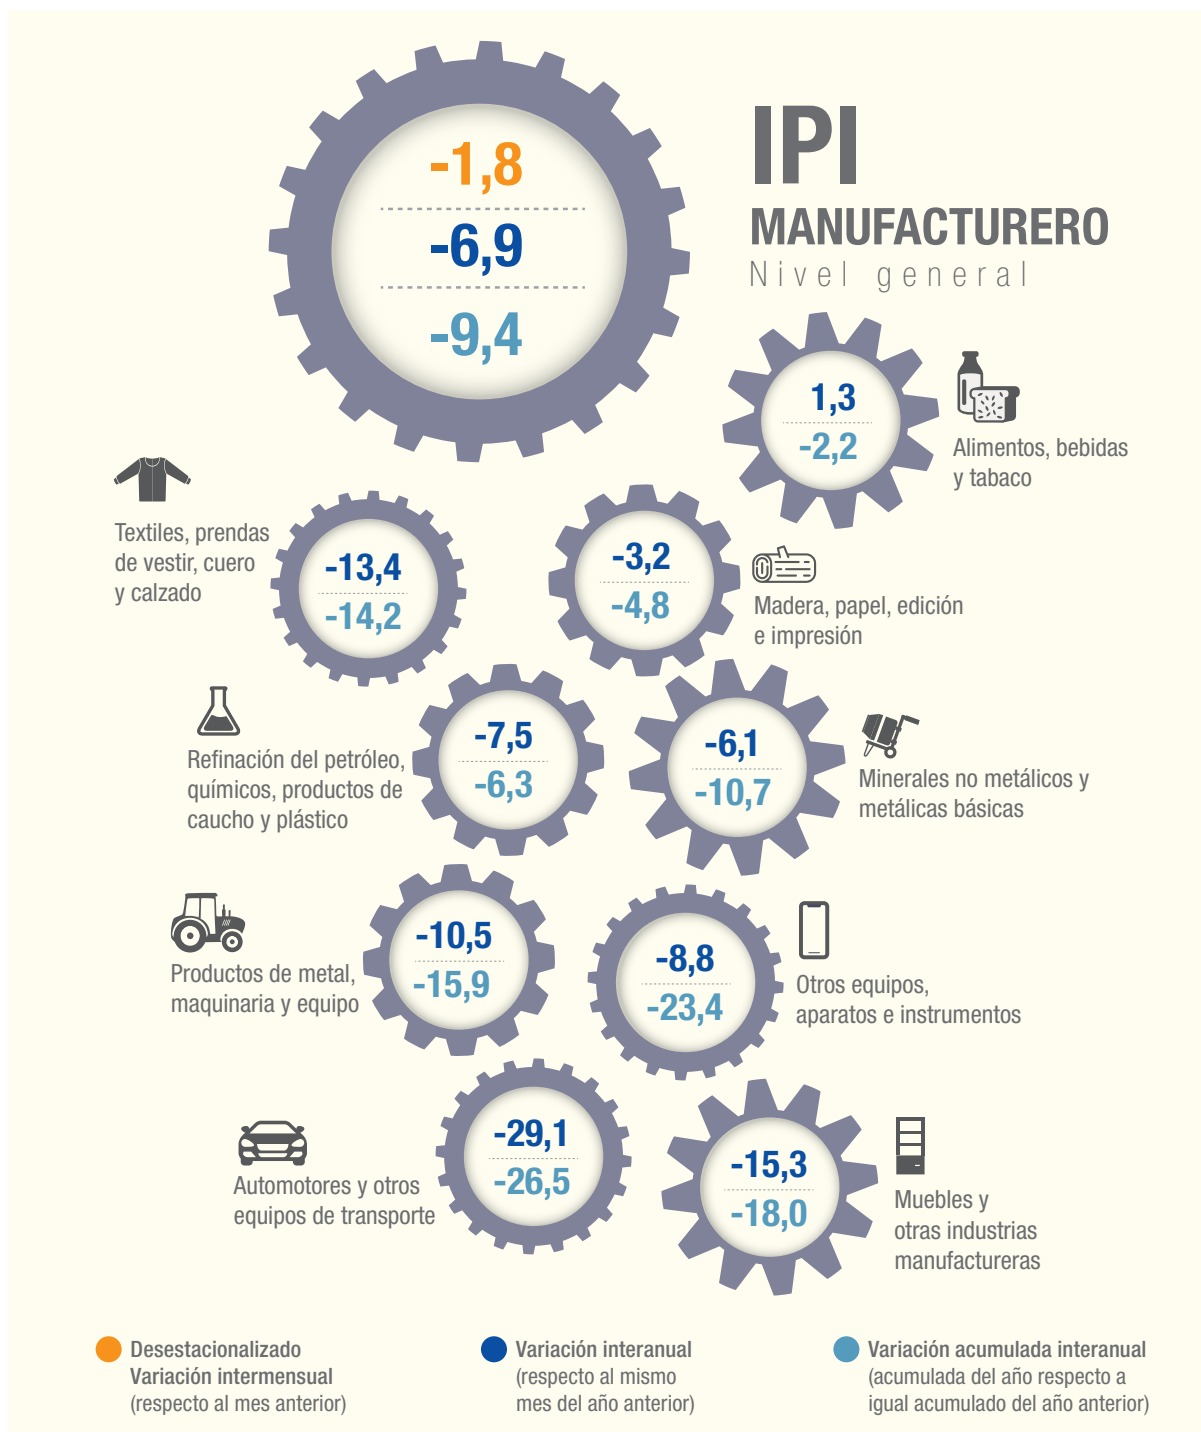 -1,8
-6,9
-9,4
IPI
MANUFACTURERO
Nivel general
1,3
-2,2
Alimentos, bebidas
y tabaco
Textiles, prendas
de vestir, cuero
y calzado
-13,4
-14,2
-3,2
-4,8
Madera, papel, edición
e impresión
Refinación del petróleo,
químicos, productos de
caucho y plástico
-7,5
-6,3
-6,1
-10,7
Minerales no metálicos y
metálicas básicas
Productos de metal,
maquinaria y equipo
-10,5
-15,9
-8,8
-23,4
Otros equipos,
aparatos e instrumentos
Automotores y otros
equipos de transporte
-29,1
-26,5
-15,3
-18,0
Muebles y
otras industrias
manufactureras
Desestacionalizado
Variación intermensual
(respecto al mes anterior)
Variación interanual
(respecto al mismo
mes del año anterior)
Variación acumulada interanual
(acumulada del año respecto a
igual acumulado del año anterior)